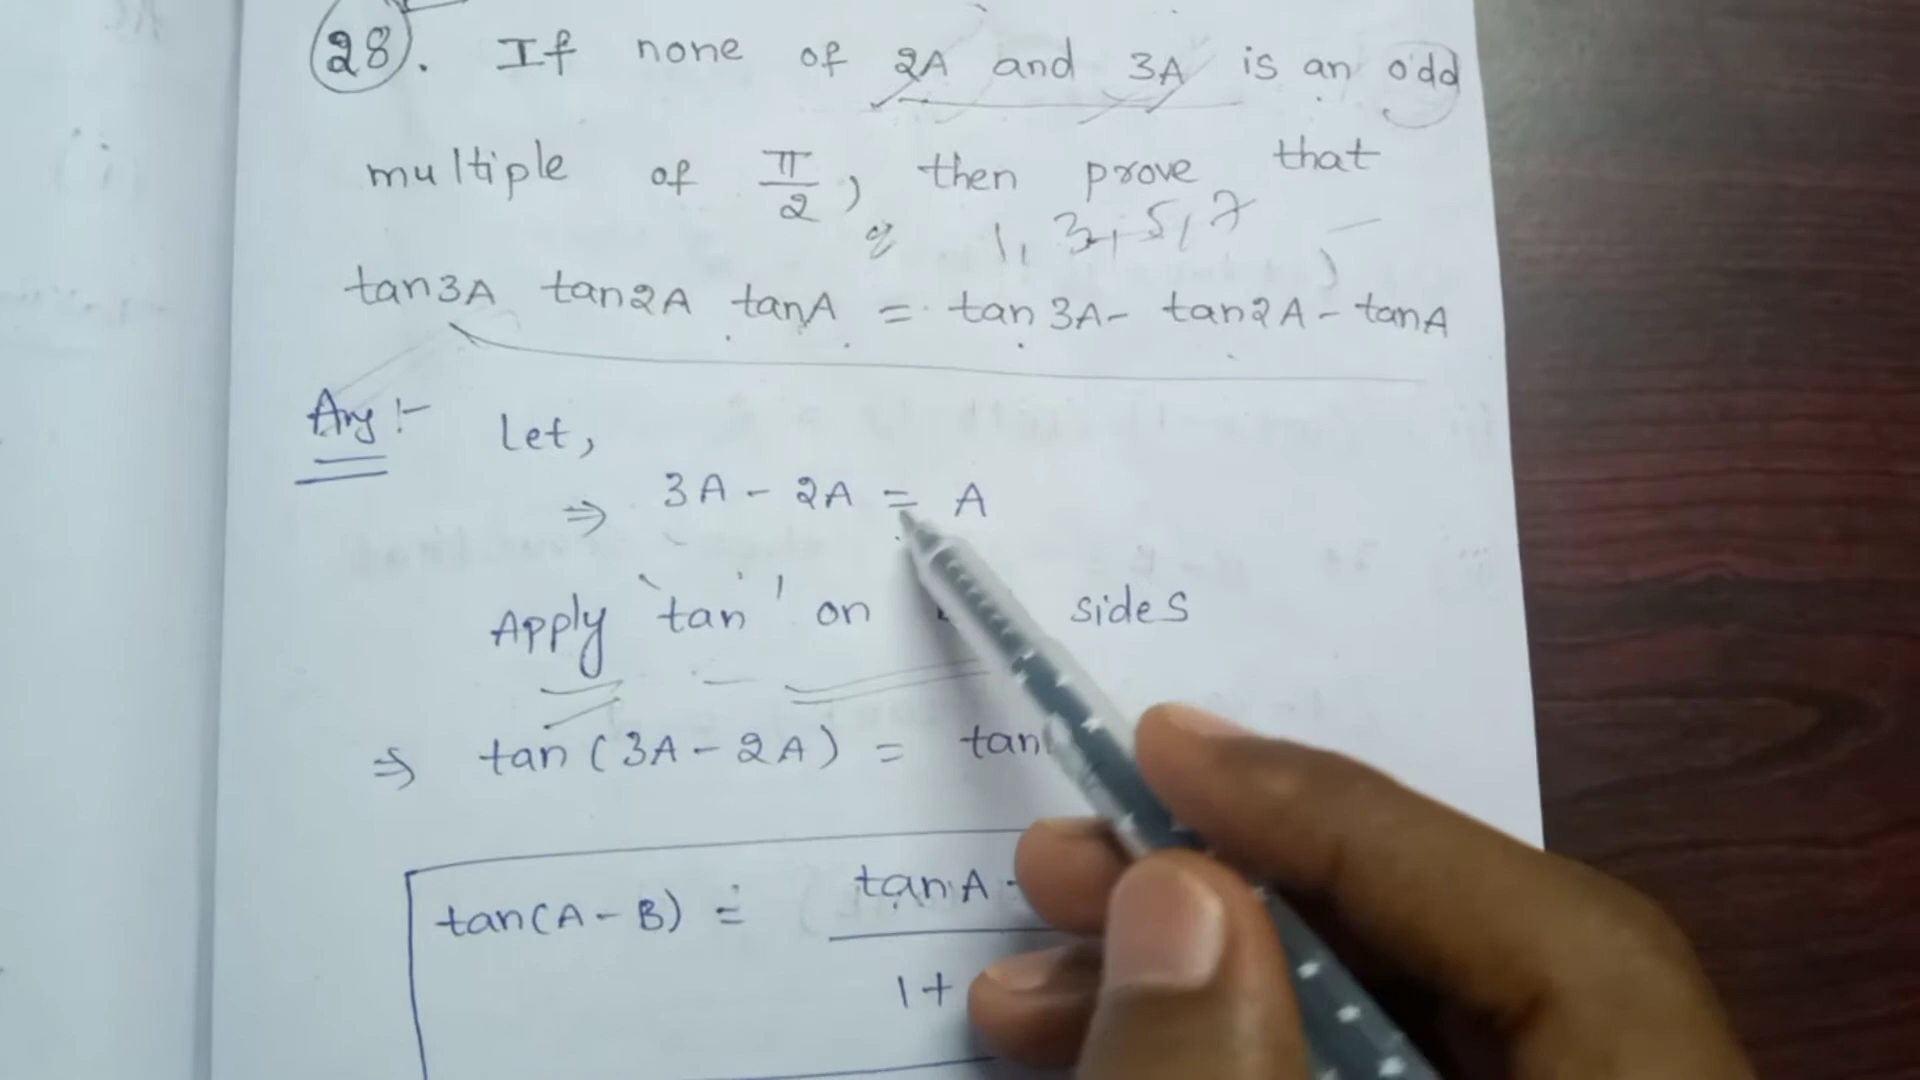 28. If none of 2A and 3A is an odd
multiple of π/2, then prove that
1, 3, 5, 7
tan3A tan2A tanA = tan3A- tan2A - tanA
Ans :- Let,
⇒ 3A - 2A = A
Apply 'tan' on sides
⇒ tan (3A - 2A) = tan
tan(A - B) = tanA -
1+